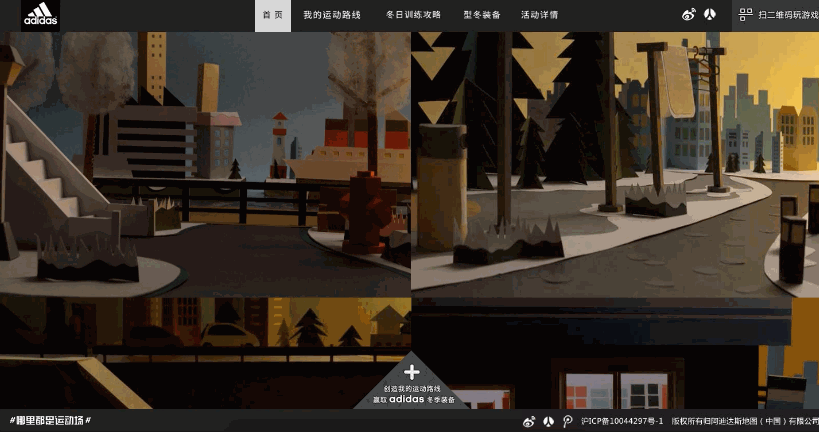 adidas
首页 我的运动路线 冬日训练攻略 型冬装备 活动详情
扫二维码玩游戏
创造我的运动路线
赢取 adidas 冬季装备
#哪里都是运动场#
沪ICP备10044297号-1 版权所有归阿迪达斯地图（中国）有限公司